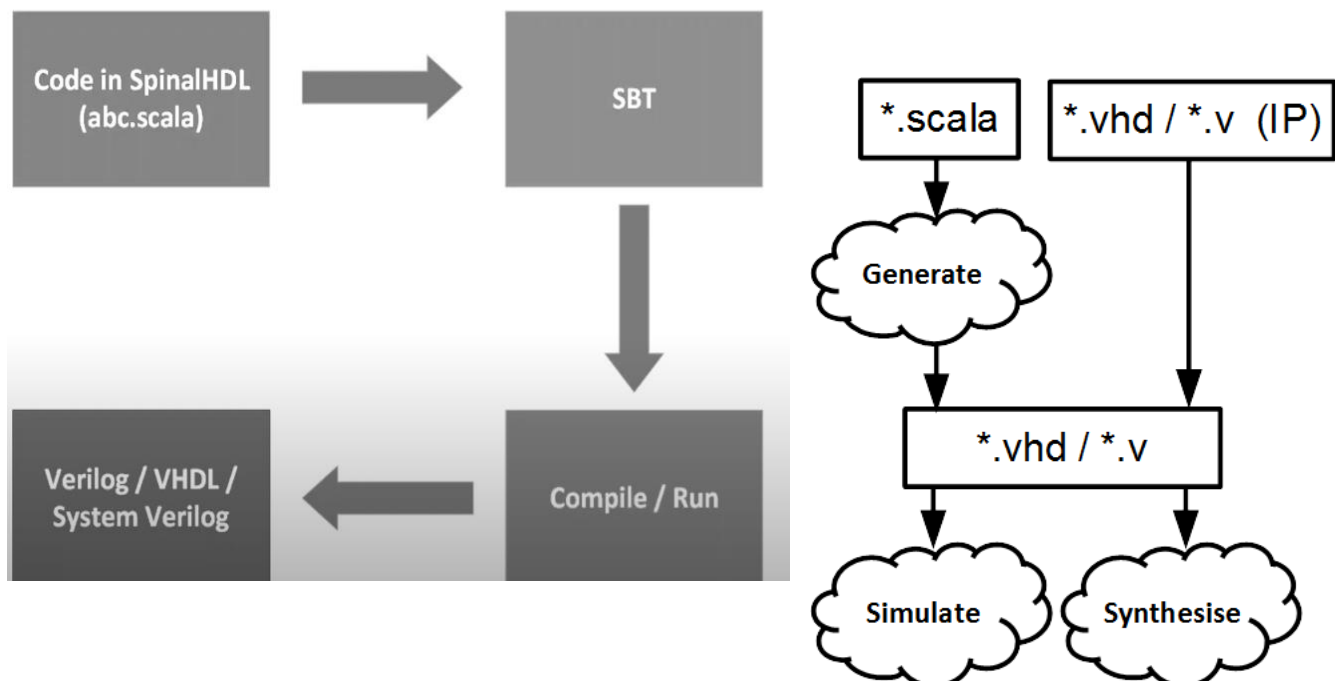 Code in SpinalHDL
(abc.scala)
SBT
Verilog / VHDL /
System Verilog
Compile / Run
*.scala
*.vhd / *.v (IP)
Generate
*.vhd / *.v
Simulate
Synthesise